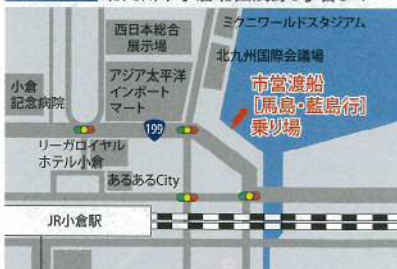 ミクニワールドスタジアム
西日本総合
展示場
北九州国際会議場
アジア太平洋
インポート
マート
小倉
記念病院
市営渡船
[馬島・藍島行]
乗り場
199
リーガロイヤル
ホテル小倉
あるあるCity
JR小倉駅